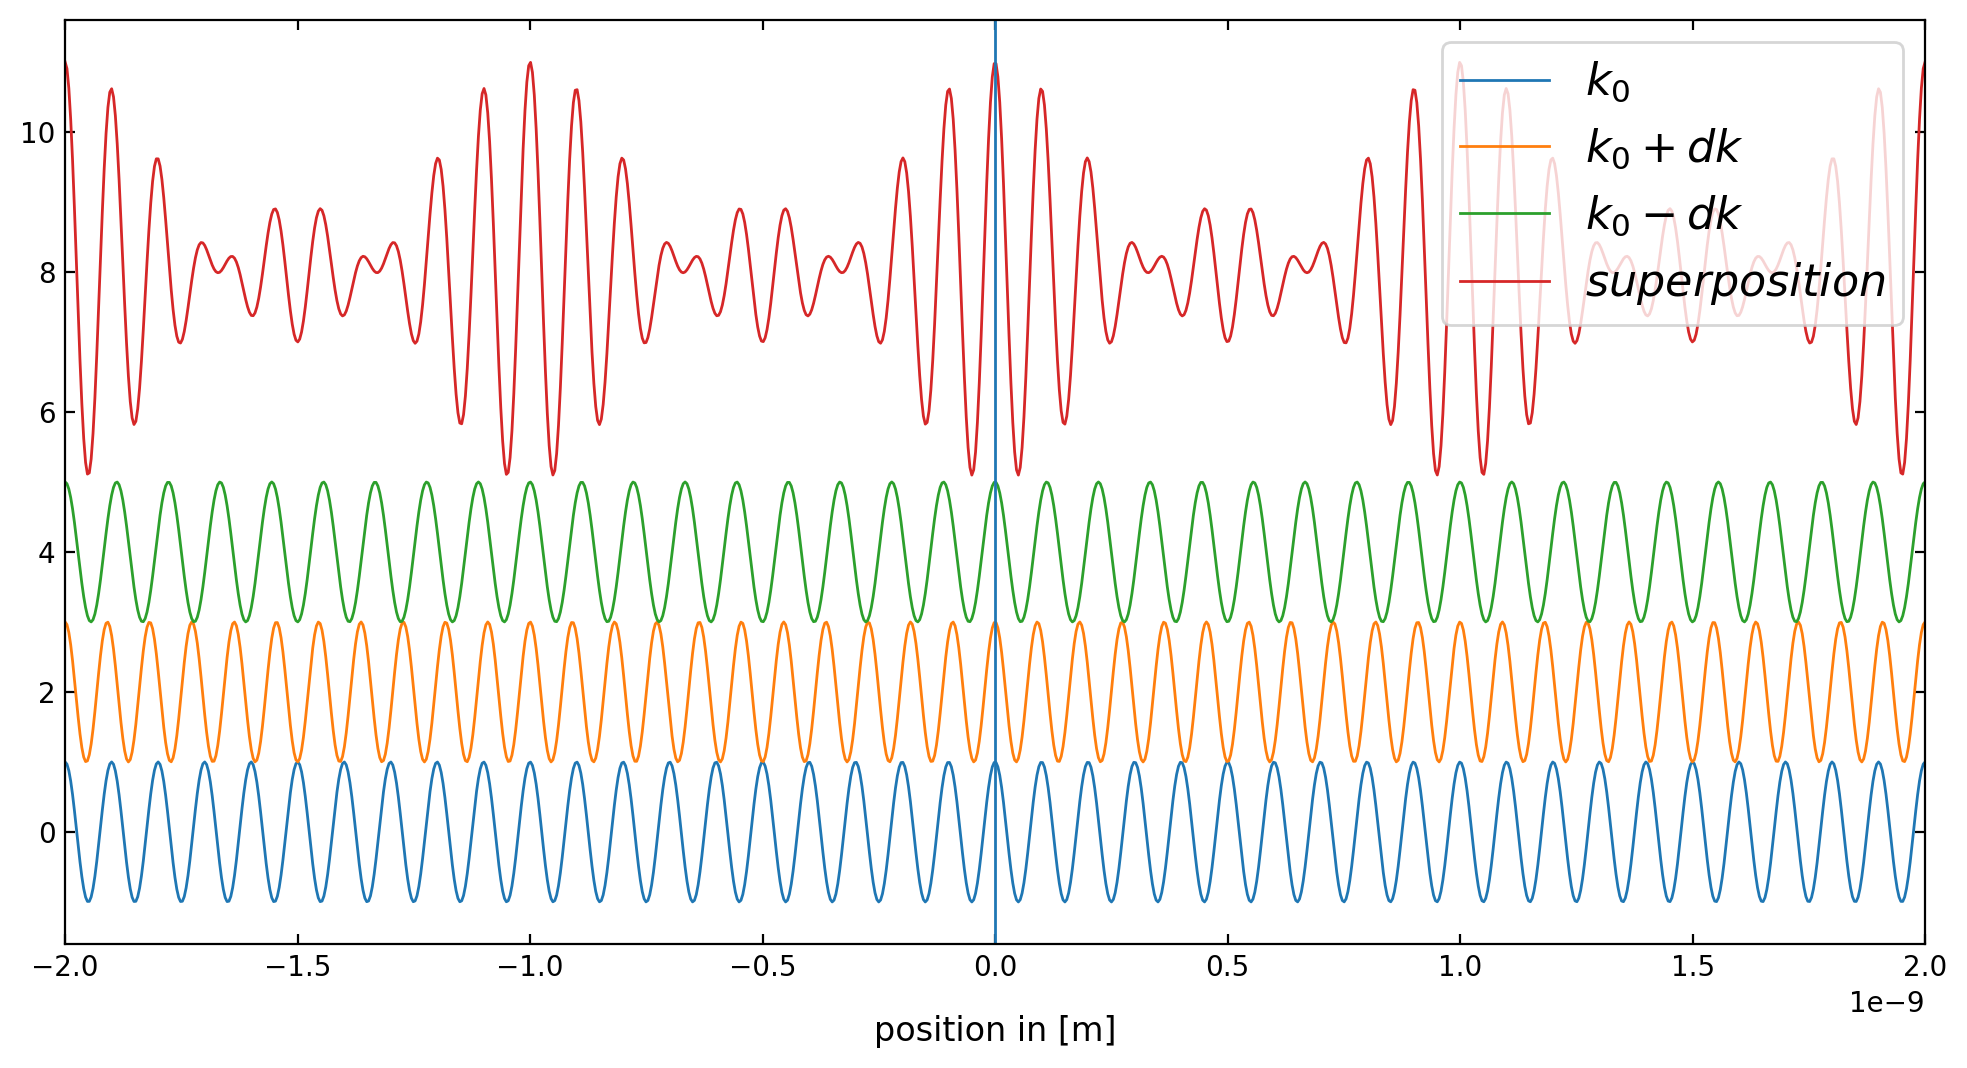 10
8
6
4
2
0
k₀
k₀ + dk
k₀ − dk
superposition
−2.0 −1.5 −1.0 −0.5 0.0 0.5 1.0 1.5 2.0
1e−9
position in [m]